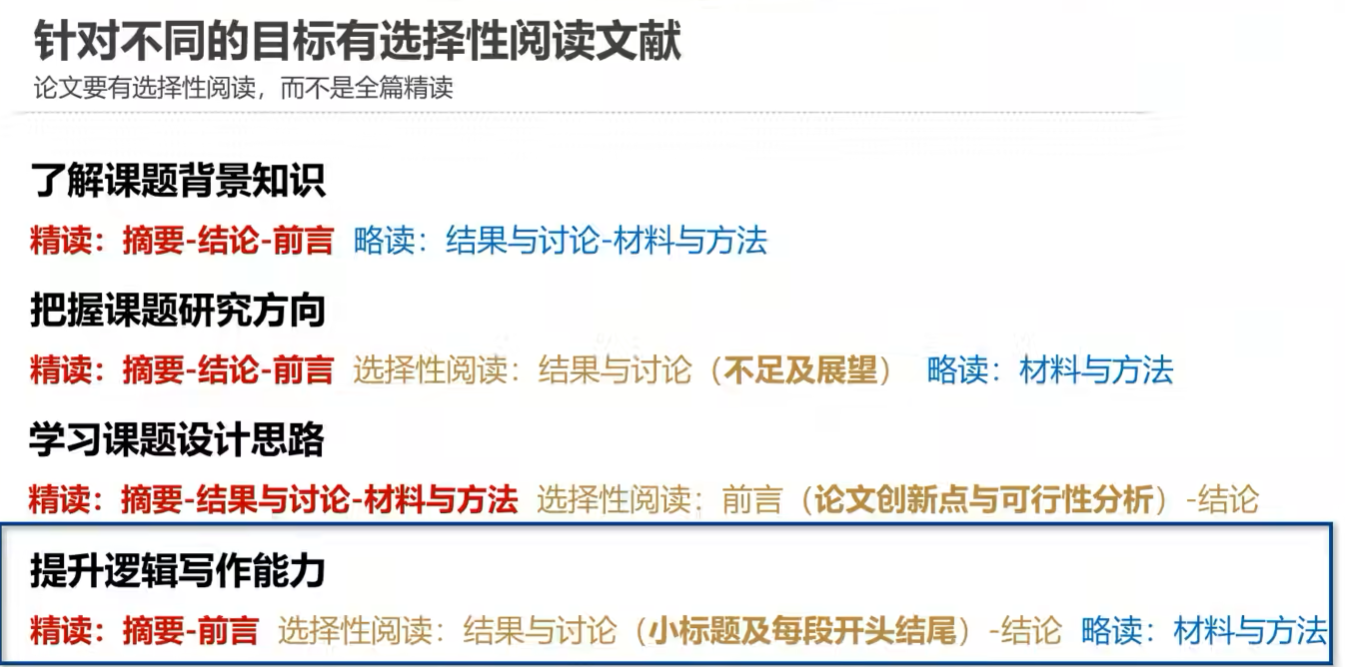 针对不同的目标有选择性阅读文献
论文要有选择性阅读，而不是全篇精读
了解课题背景知识
精读：摘要-结论-前言 略读：结果与讨论-材料与方法
把握课题研究方向
精读：摘要-结论-前言 选择性阅读：结果与讨论（不足及展望） 略读：材料与方法
学习课题设计思路
精读：摘要-结果与讨论-材料与方法 选择性阅读：前言（论文创新点与可行性分析）-结论
提升逻辑写作能力
精读：摘要-前言 选择性阅读：结果与讨论（小标题及每段开头结尾）-结论 略读：材料与方法